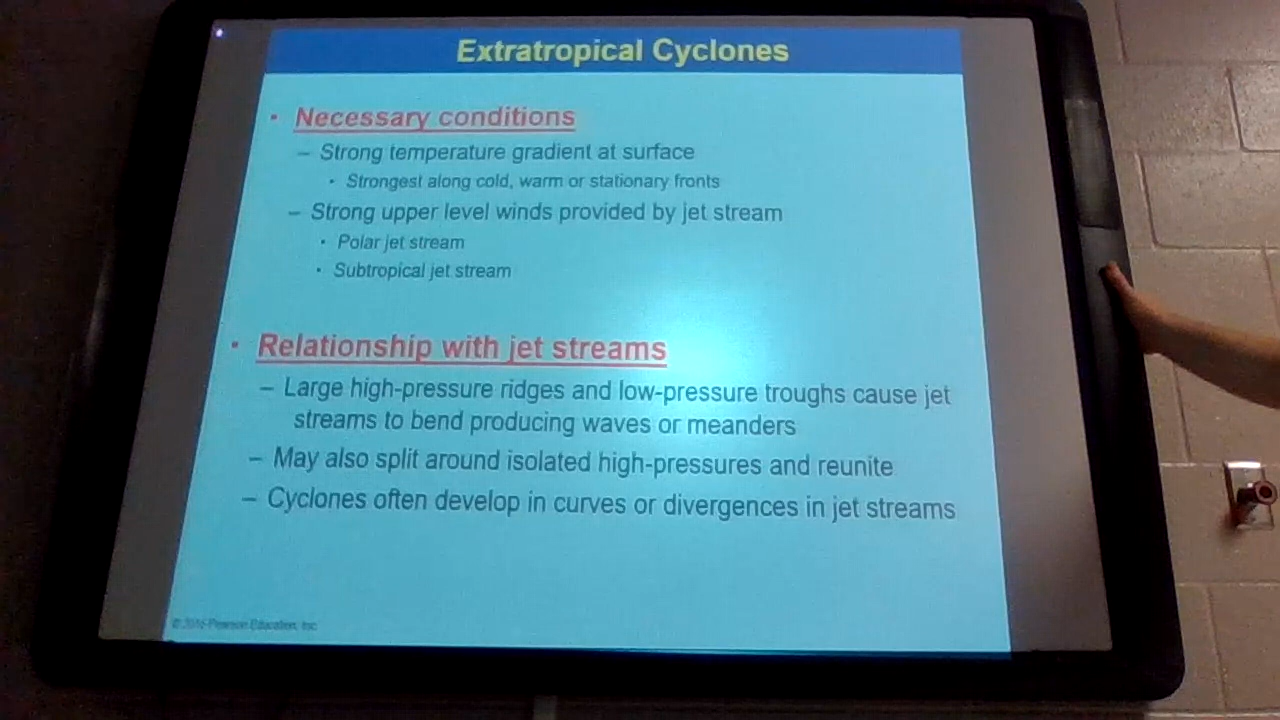 Extratropical Cyclones
• Necessary conditions
– Strong temperature gradient at surface
• Strongest along cold, warm or stationary fronts
– Strong upper level winds provided by jet stream
• Polar jet stream
• Subtropical jet stream
• Relationship with jet streams
– Large high-pressure ridges and low-pressure troughs cause jet
streams to bend producing waves or meanders
– May also split around isolated high-pressures and reunite
– Cyclones often develop in curves or divergences in jet streams
© Pearson Education, Inc.